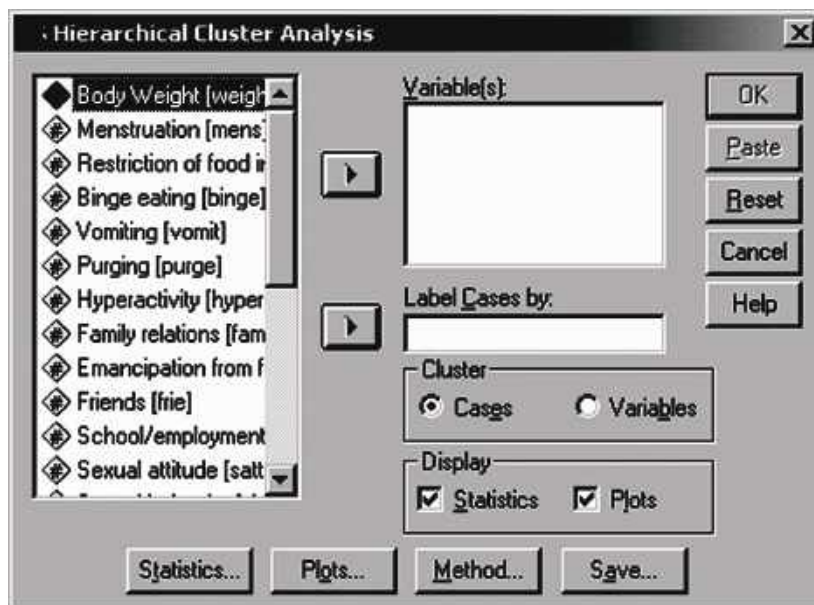 Hierarchical Cluster Analysis
Body Weight [weigh
Menstruation [mens]
Restriction of food ir
Binge eating [binge]
Vomiting [vomit]
Purging [purge]
Hyperactivity [hyper
Family relations [fam
Emancipation from f
Friends [frie]
School/employment
Sexual attitude [satt
Variable(s):
Label Cases by:
Cluster
Cases
Variables
Display
Statistics
Plots
OK
Paste
Reset
Cancel
Help
Statistics...
Plots...
Method...
Save...